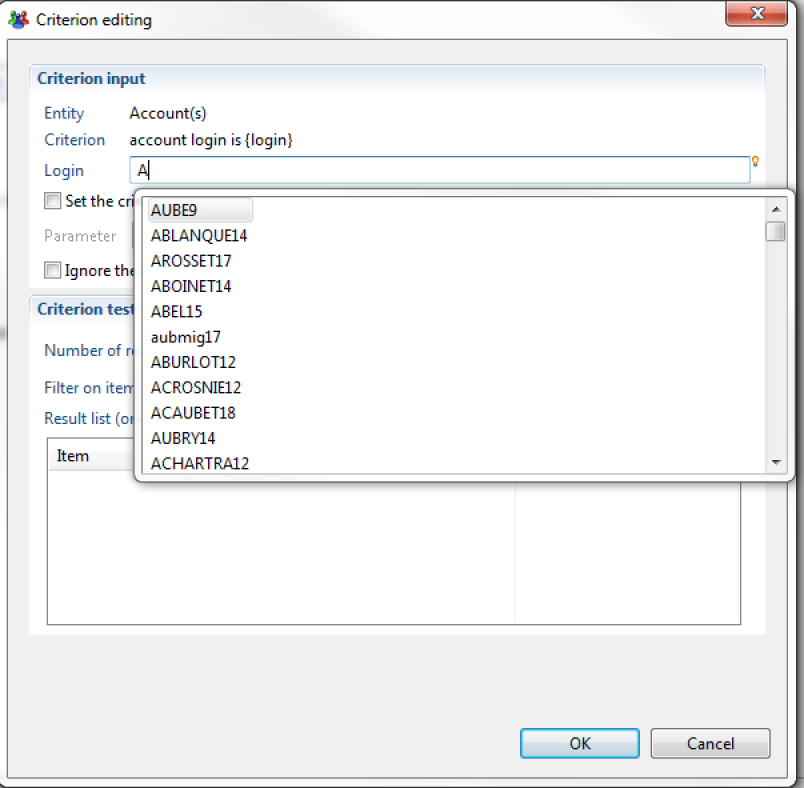 Criterion editing
Criterion input
Entity Account(s)
Criterion account login is {login}
Login A
Set the cri
Parameter
Ignore the
Criterion test
Number of re
Filter on item
Result list (on
Item
AUBE9
ABLANQUE14
AROSSET17
ABOINET14
ABEL15
aubmig17
ABURLOT12
ACROSNIE12
ACAUBET18
AUBRY14
ACHARTRA12
OK Cancel